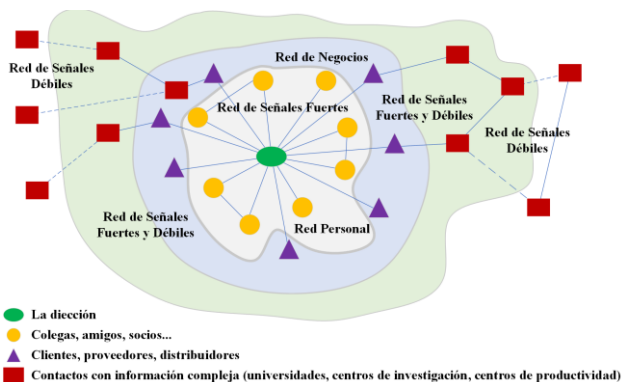 Red de Negocios
Red de Señales
Débiles
Red de Señales Fuertes
Red de Señales
Fuertes y Débiles
Red de Señales
Débiles
Red de Señales
Fuertes y Débiles
Red Personal
La diección
Colegas, amigos, socios...
Clientes, proveedores, distribuidores
Contactos con información compleja (universidades, centros de investigación, centros de productividad)